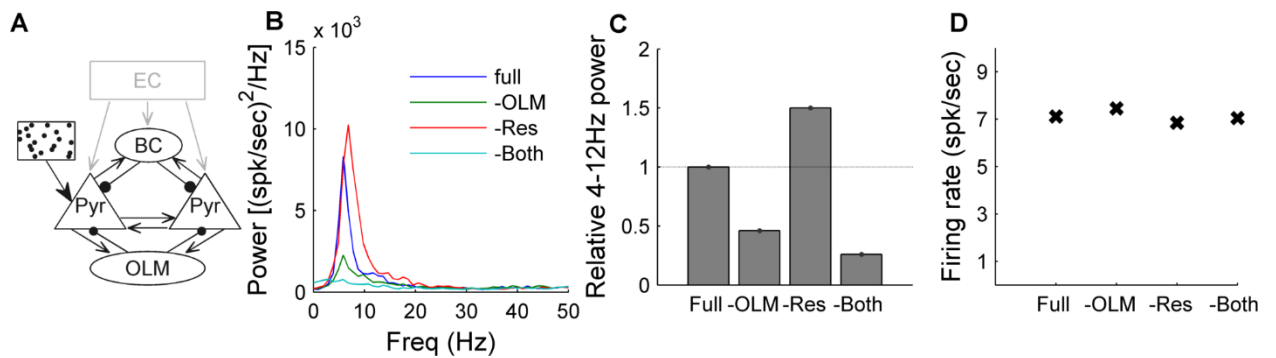 A
EC
BC
Pyr
Pyr
OLM
B
x 10³
Power [(spk/sec)²/Hz]
15
10
5
0
0 10 20 30 40 50
Freq (Hz)
full
-OLM
-Res
-Both
C
Relative 4-12Hz power
2
1.5
1
0.5
0
Full -OLM -Res -Both
D
Firing rate (spk/sec)
9
7
5
3
1
Full -OLM -Res -Both